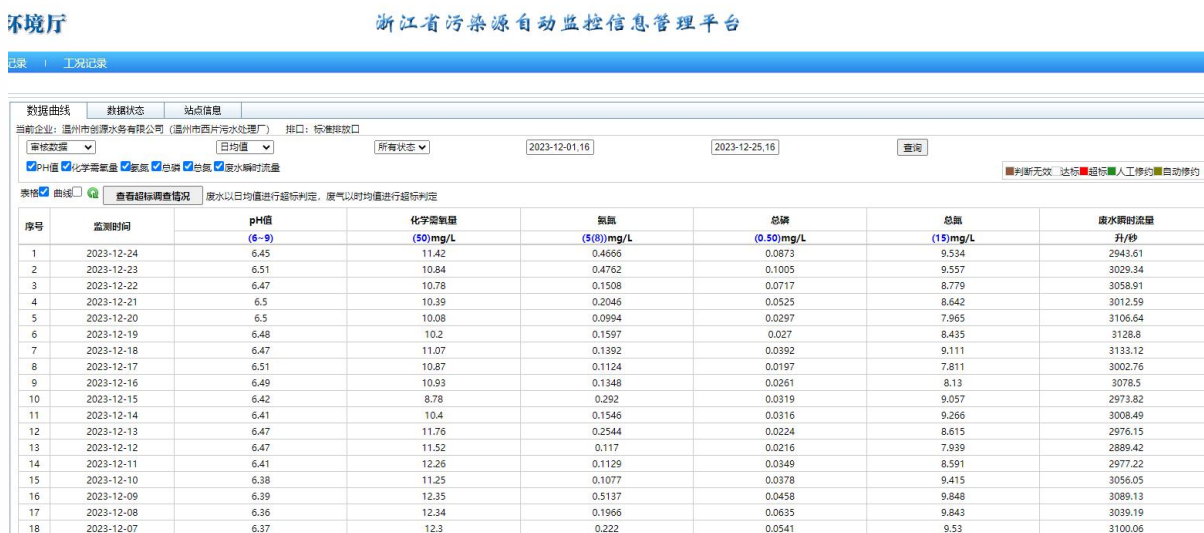 环境厅
浙江省污染源自动监控信息管理平台
记录 | 工况记录
数据曲线 数据状态 站点信息
当前企业：温州市创源水务有限公司（温州市西片污水处理厂） 排口：标准排放口
审核数据 日均值 所有状态 2023-12-01,16 2023-12-25,16 查询
PH值 化学需氧量 氨氮 总磷 总氮 废水瞬时流量
判断无效 达标 超标 人工修约 自动修约
表格 曲线 查看超标调查情况 废水以日均值进行超标判定，废气以时均值进行超标判定
序号 监测时间 pH值 化学需氧量 氨氮 总磷 总氮 废水瞬时流量
(6~9) (50)mg/L (5(8))mg/L (0.50)mg/L (15)mg/L 升/秒
1 2023-12-24 6.45 11.42 0.4666 0.0873 9.534 2943.61
2 2023-12-23 6.51 10.84 0.4762 0.1005 9.557 3029.34
3 2023-12-22 6.47 10.78 0.1508 0.0717 8.779 3058.91
4 2023-12-21 6.5 10.39 0.2046 0.0525 8.642 3012.59
5 2023-12-20 6.5 10.08 0.0994 0.0297 7.965 3106.64
6 2023-12-19 6.48 10.2 0.1597 0.027 8.435 3128.8
7 2023-12-18 6.47 11.07 0.1392 0.0392 9.111 3133.12
8 2023-12-17 6.51 10.87 0.1124 0.0197 7.811 3002.76
9 2023-12-16 6.49 10.93 0.1348 0.0261 8.13 3078.5
10 2023-12-15 6.42 8.78 0.292 0.0319 9.057 2973.82
11 2023-12-14 6.41 10.4 0.1546 0.0316 9.266 3008.49
12 2023-12-13 6.47 11.76 0.2544 0.0224 8.615 2976.15
13 2023-12-12 6.47 11.52 0.117 0.0216 7.939 2889.42
14 2023-12-11 6.41 12.26 0.1129 0.0349 8.591 2977.22
15 2023-12-10 6.38 11.25 0.1077 0.0378 9.415 3056.05
16 2023-12-09 6.39 12.35 0.5137 0.0458 9.848 3089.13
17 2023-12-08 6.36 12.34 0.1966 0.0635 9.843 3039.19
18 2023-12-07 6.37 12.3 0.222 0.0541 9.53 3100.06